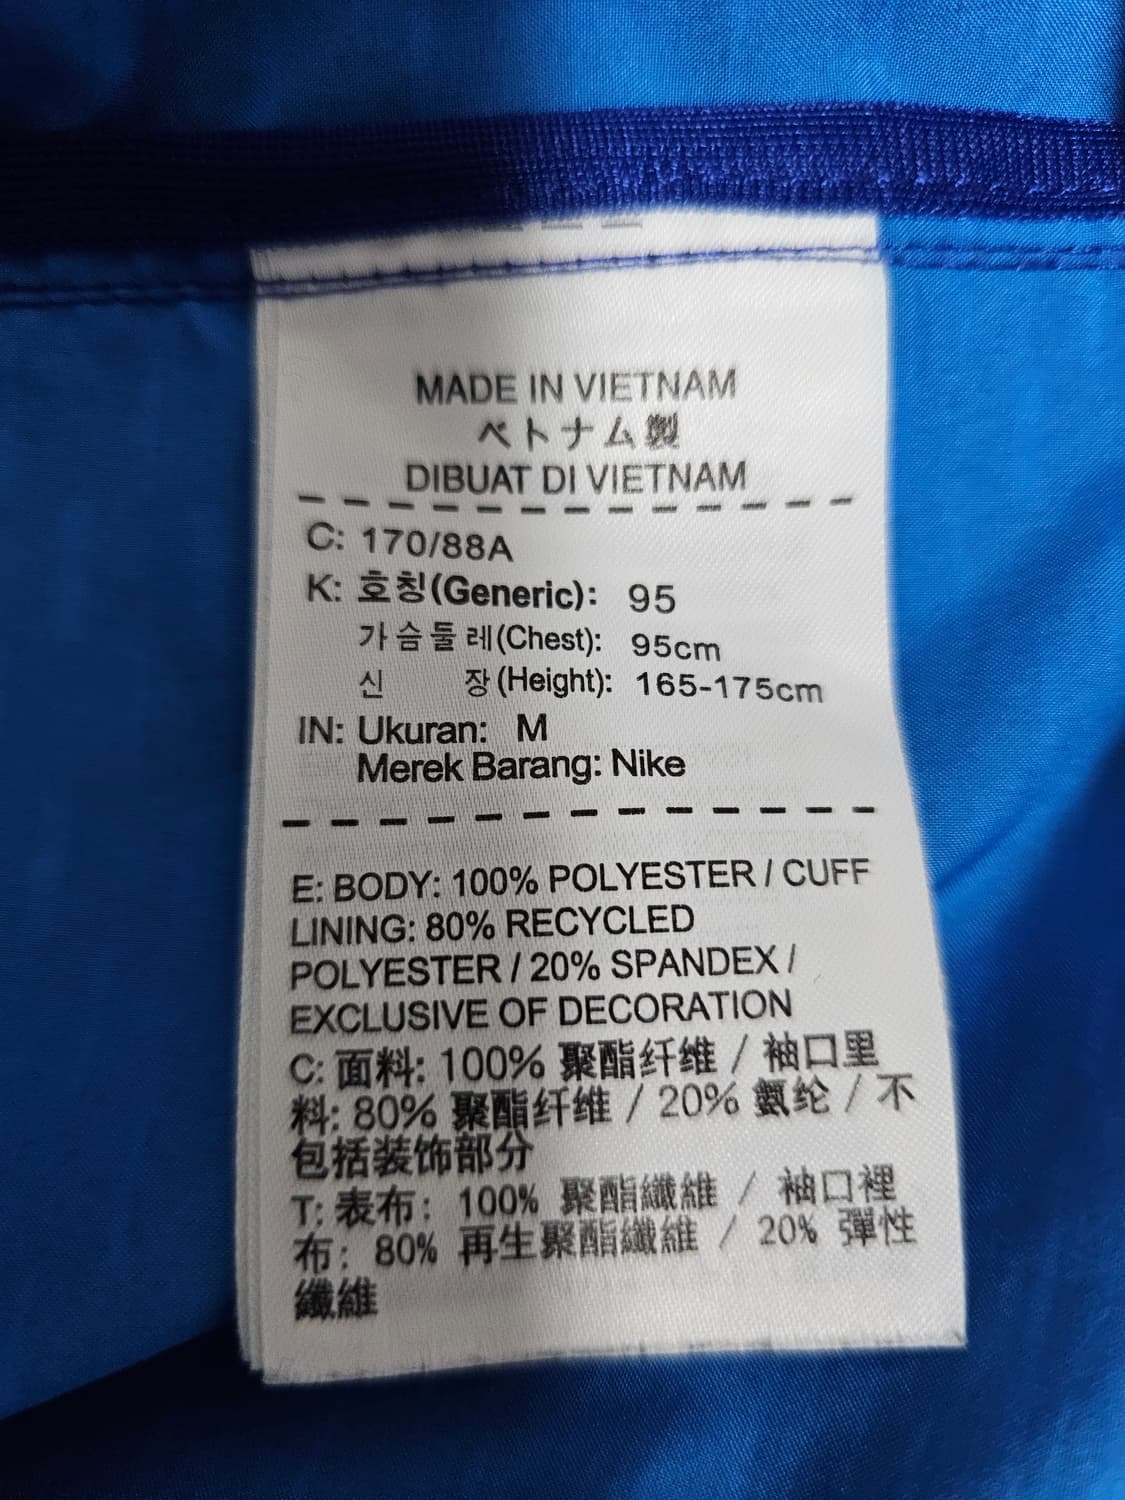 MADE IN VIETNAM
ベトナム製
DIBUAT DI VIETNAM
C: 170/88A
K: 호칭(Generic): 95
가슴둘레(Chest): 95cm
신 장(Height): 165-175cm
IN: Ukuran: M
Merek Barang: Nike
E: BODY: 100% POLYESTER / CUFF
LINING: 80% RECYCLED
POLYESTER / 20% SPANDEX /
EXCLUSIVE OF DECORATION
C: 面料: 100% 聚酯纤维 / 袖口里
料: 80% 聚酯纤维 / 20% 氨纶 / 不
包括装饰部分
T: 表布: 100% 聚酯纖維 / 袖口裡
布: 80% 再生聚酯纖維 / 20% 彈性
纖維